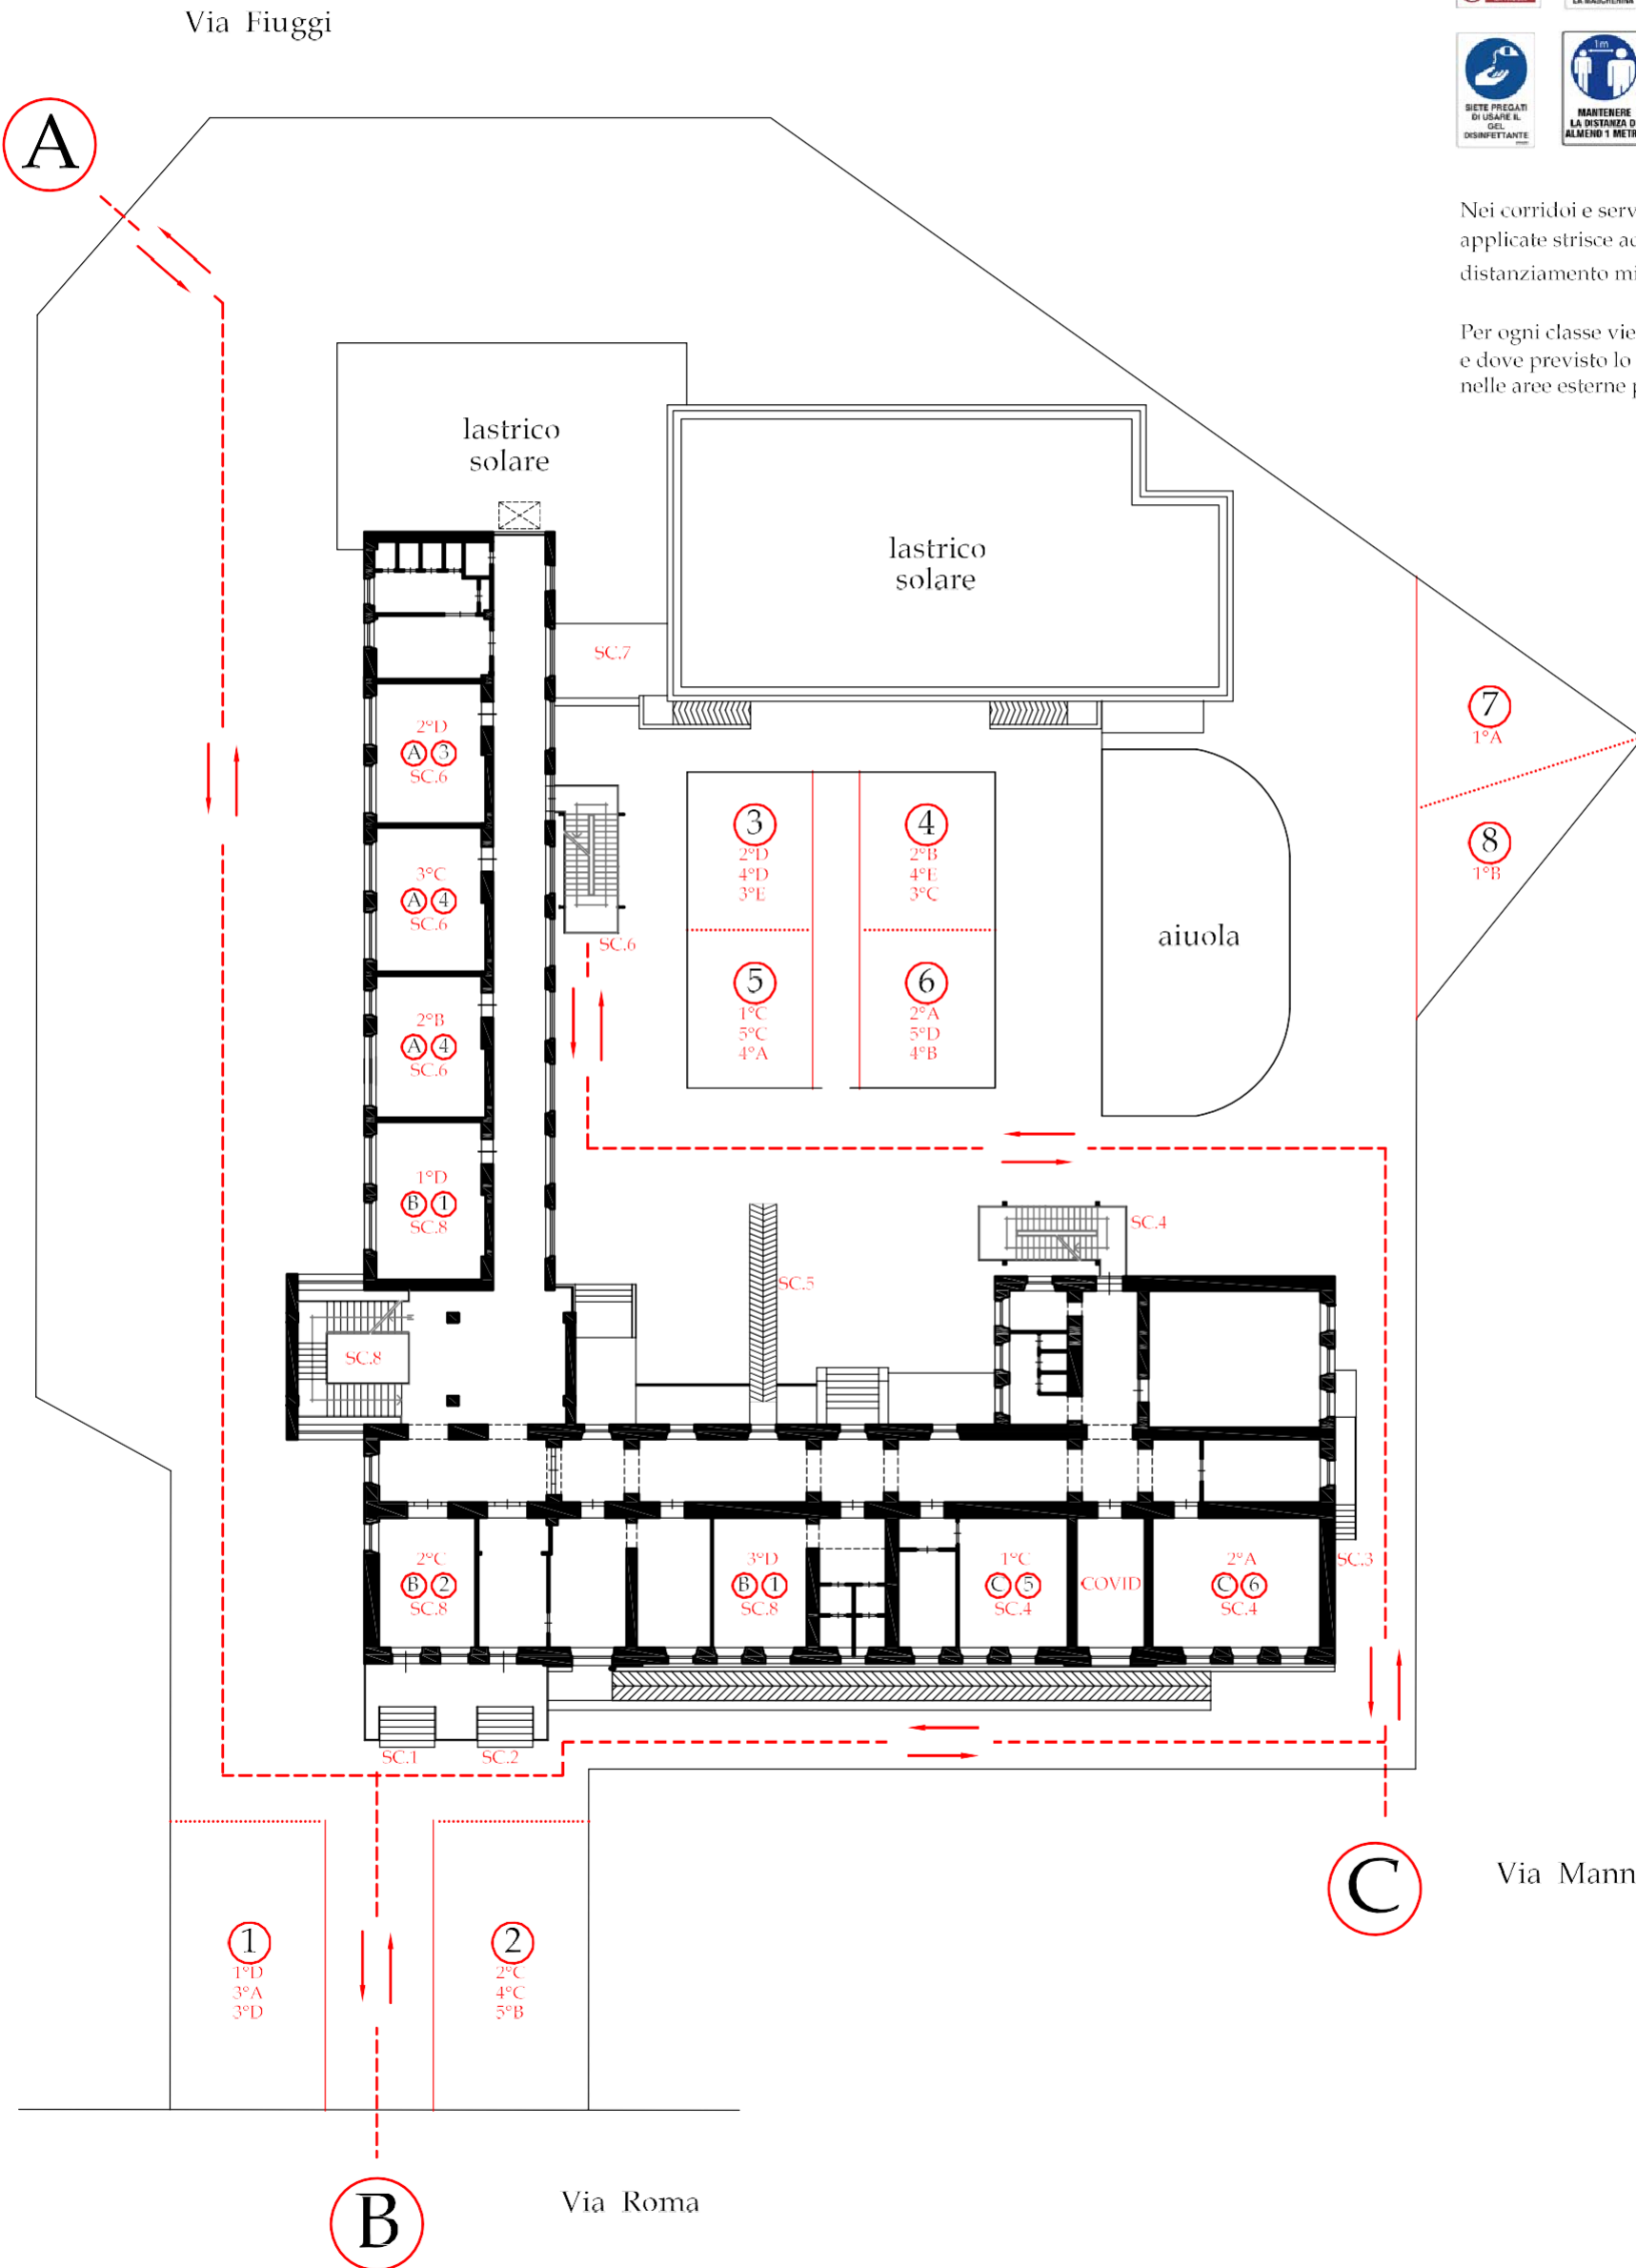 Via Fiuggi
A
SIETE PREGATI
DI USARE IL
GEL
DISINFETTANTE
1m
MANTENERE
LA DISTANZA D
ALMENO 1 METR
Nei corridoi e serv
applicate strisce ac
distanziamento mi
Per ogni classe vie
e dove previsto lo
nelle aree esterne p
lastrico
solare
lastrico
solare
SC.7
2°D
A 3
SC.6
3°C
A 4
SC.6
2°B
A 4
SC.6
1°D
B 1
SC.8
SC.6
3
2°D
4°D
3°E
4
2°B
4°E
3°C
5
1°C
5°C
4°A
6
2°A
5°D
4°B
aiuola
7
1°A
8
1°B
SC.4
SC.5
SC.8
2°C
B 2
SC.8
3°D
B 1
SC.8
1°C
C 5
SC.4
COVID
2°A
C 6
SC.4
SC.3
SC.1
SC.2
C
Via Mann
1
1°D
3°A
3°D
2
2°C
4°C
5°B
B
Via Roma